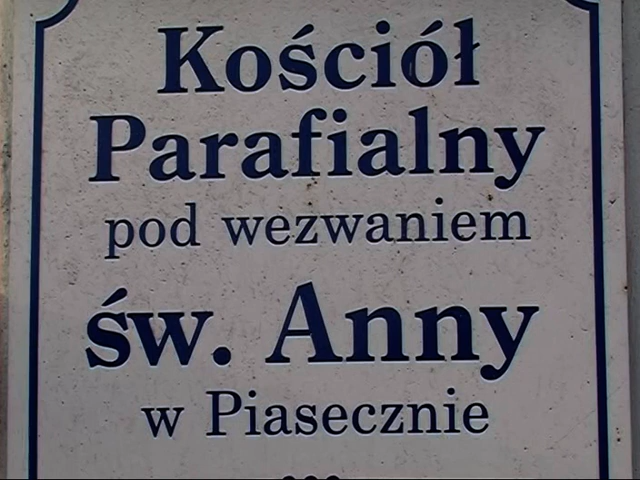 Kościół
Parafialny
pod wezwaniem
św. Anny
w Piasecznie